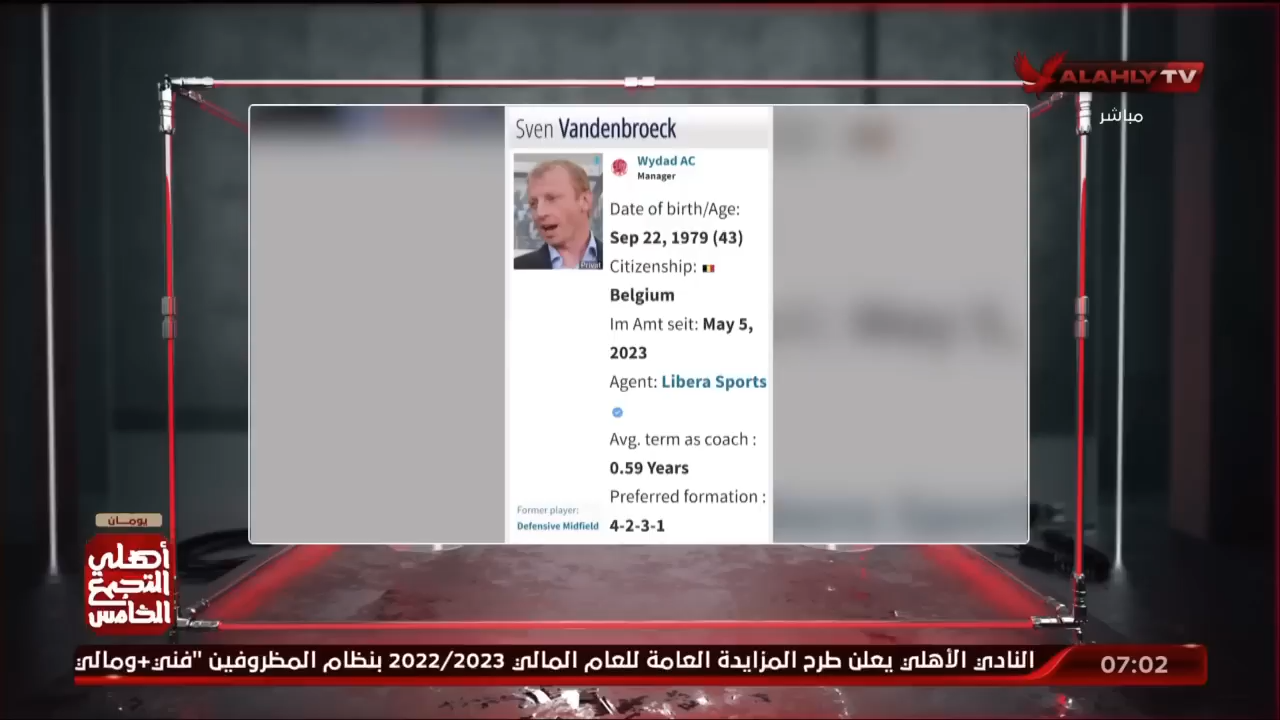 ALAHLY TV
مباشر
Sven Vandenbroeck
Wydad AC
Manager
Date of birth/Age:
Sep 22, 1979 (43)
Citizenship:
Belgium
Im Amt seit: May 5,
2023
Agent: Libera Sports
Avg. term as coach :
0.59 Years
Preferred formation :
4-2-3-1
Privat
Former player:
Defensive Midfield
يومان
أهلي
التجمع
الخامس
النادي الأهلي يعلن طرح المزايدة العامة للعام المالي 2022/2023 بنظام المظروفين "فني+ومالي
07:02